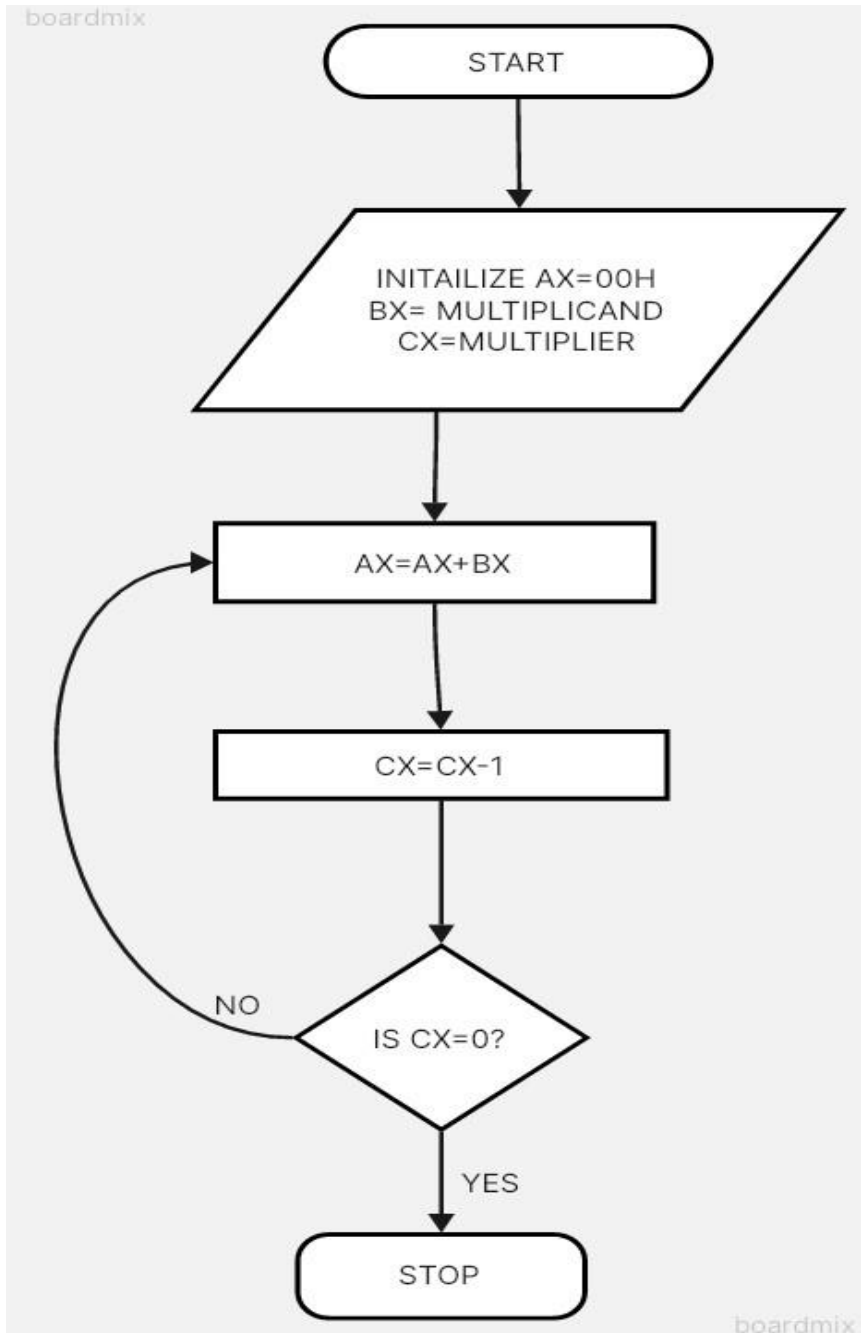 boardmix
START
INITAILIZE AX=00H
BX= MULTIPLICAND
CX=MULTIPLIER
AX=AX+BX
CX=CX-1
NO
IS CX=0?
YES
STOP
boardmix